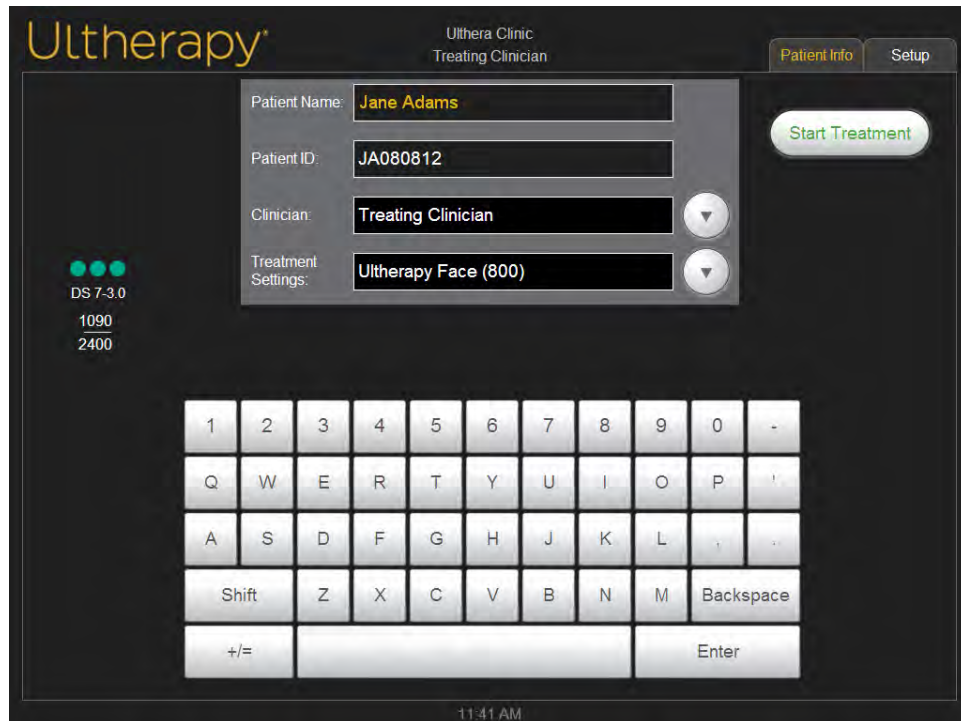 Ultherapy®
Ulthera Clinic
Treating Clinician
Patient Info
Setup
Patient Name: Jane Adams
Start Treatment
Patient ID: JA080812
Clinician: Treating Clinician
▼
Treatment
Settings: Ultherapy Face (800)
▼
DS 7-3.0
1090
2400
1 2 3 4 5 6 7 8 9 0 -
Q W E R T Y U I O P '
A S D F G H J K L , .
Shift Z X C V B N M Backspace
+/= Enter
11:41 AM